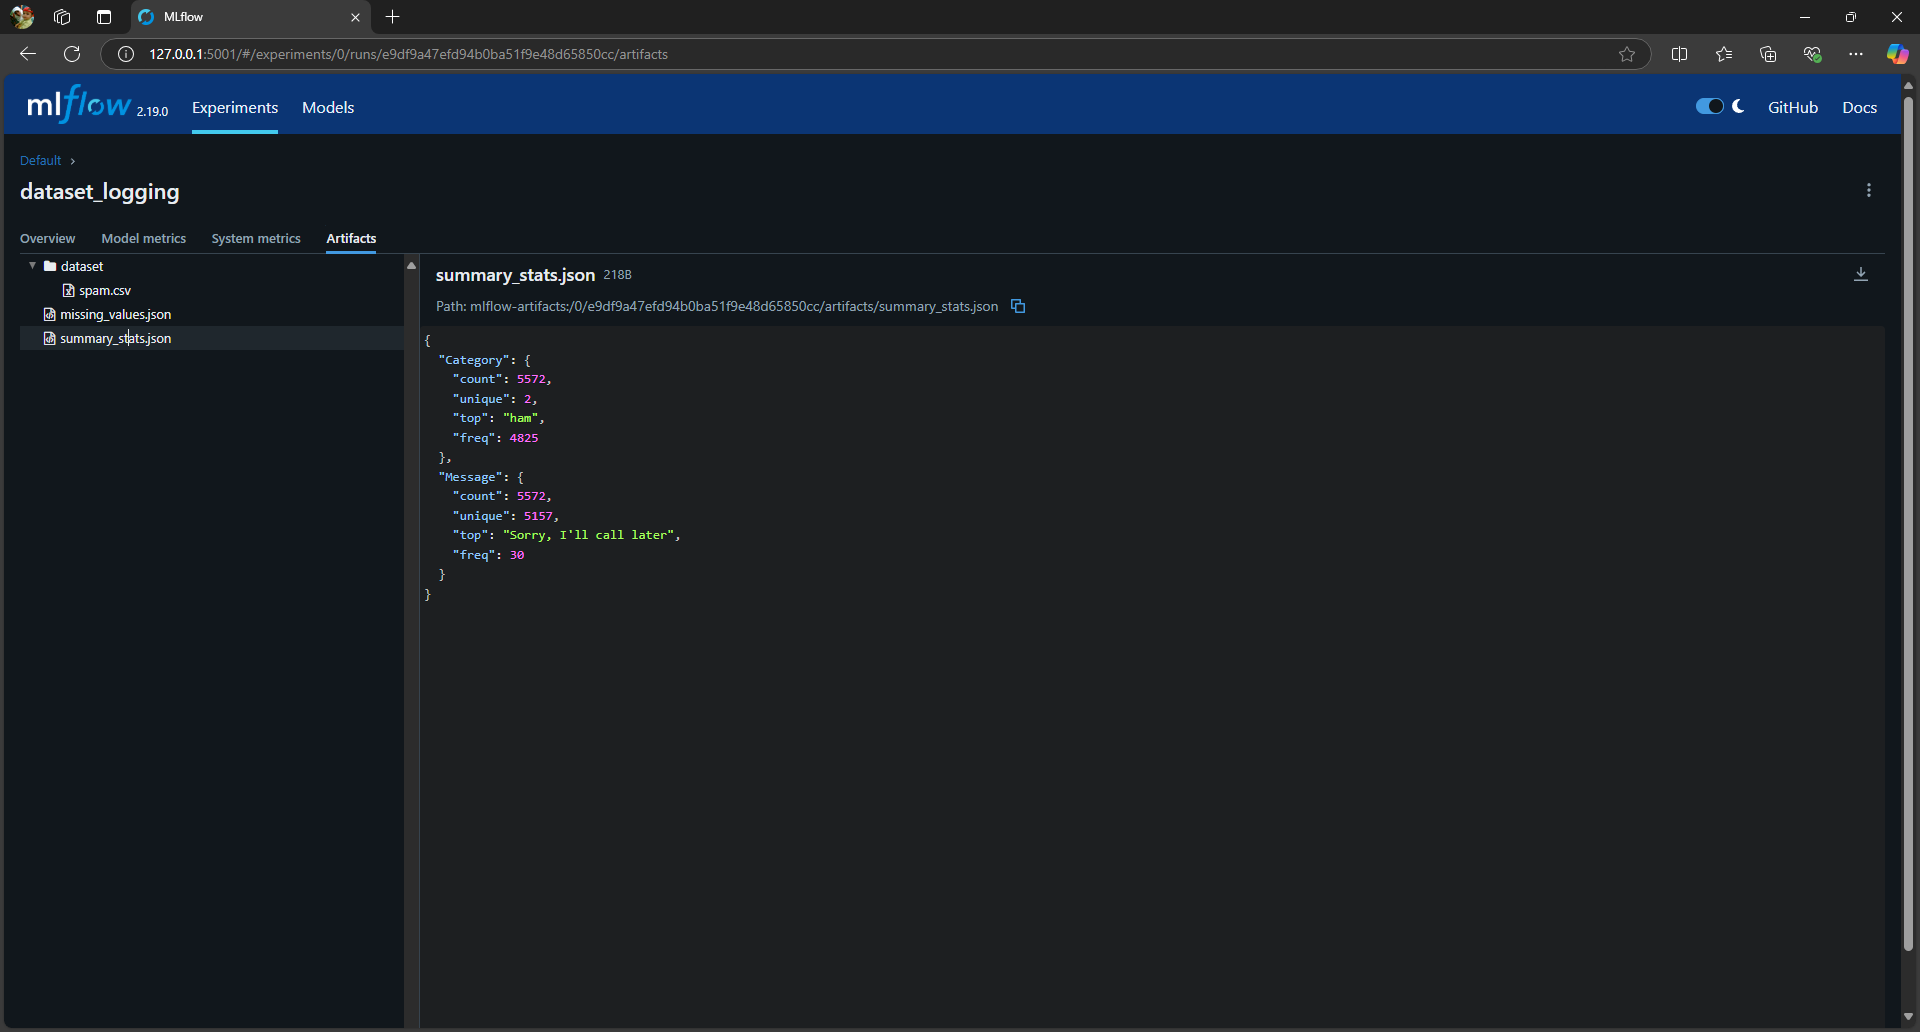 MLflow
127.0.0.1:5001/#/experiments/0/runs/e9df9a47efd94b0ba51f9e48d65850cc/artifacts
mlflow 2.19.0 Experiments Models GitHub Docs
Default
dataset_logging
Overview Model metrics System metrics Artifacts
dataset
spam.csv
missing_values.json
summary_stats.json
summary_stats.json 218B
Path: mlflow-artifacts:/0/e9df9a47efd94b0ba51f9e48d65850cc/artifacts/summary_stats.json
{
"Category": {
"count": 5572,
"unique": 2,
"top": "ham",
"freq": 4825
},
"Message": {
"count": 5572,
"unique": 5157,
"top": "Sorry, I'll call later",
"freq": 30
}
}